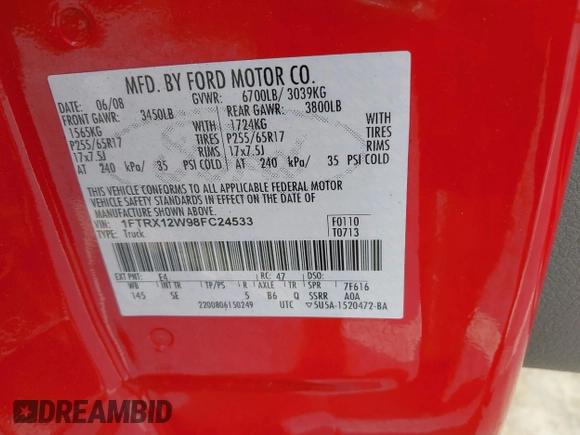 MFD. BY FORD MOTOR CO.
DATE: 06/08 GVWR: 6700LB/ 3039KG
FRONT GAWR: 3450LB REAR GAWR: 3800LB
1565KG WITH 1724KG WITH
P255/65R17 TIRES P255/65R17 TIRES
17x7.5J RIMS 17x7.5J RIMS
AT 240 kPa/ 35 PSI COLD AT 240 kPa/ 35 PSI COLD
THIS VEHICLE CONFORMS TO ALL APPLICABLE FEDERAL MOTOR
VEHICLE SAFETY STANDARDS IN EFFECT ON THE DATE OF
MANUFACTURE SHOWN ABOVE.
VIN: 1FTRX12W98FC24533 F0110
TYPE: Truck T0713
EXT PNT: E4 RC: 47 DSO:
WB INT TR TP/PS R AXLE TR SPR 7F616
145 SE 5 B6 Q SSRR AOA
2200806150249 UTC ▽5U5A-1520472-BA
DREAMBID